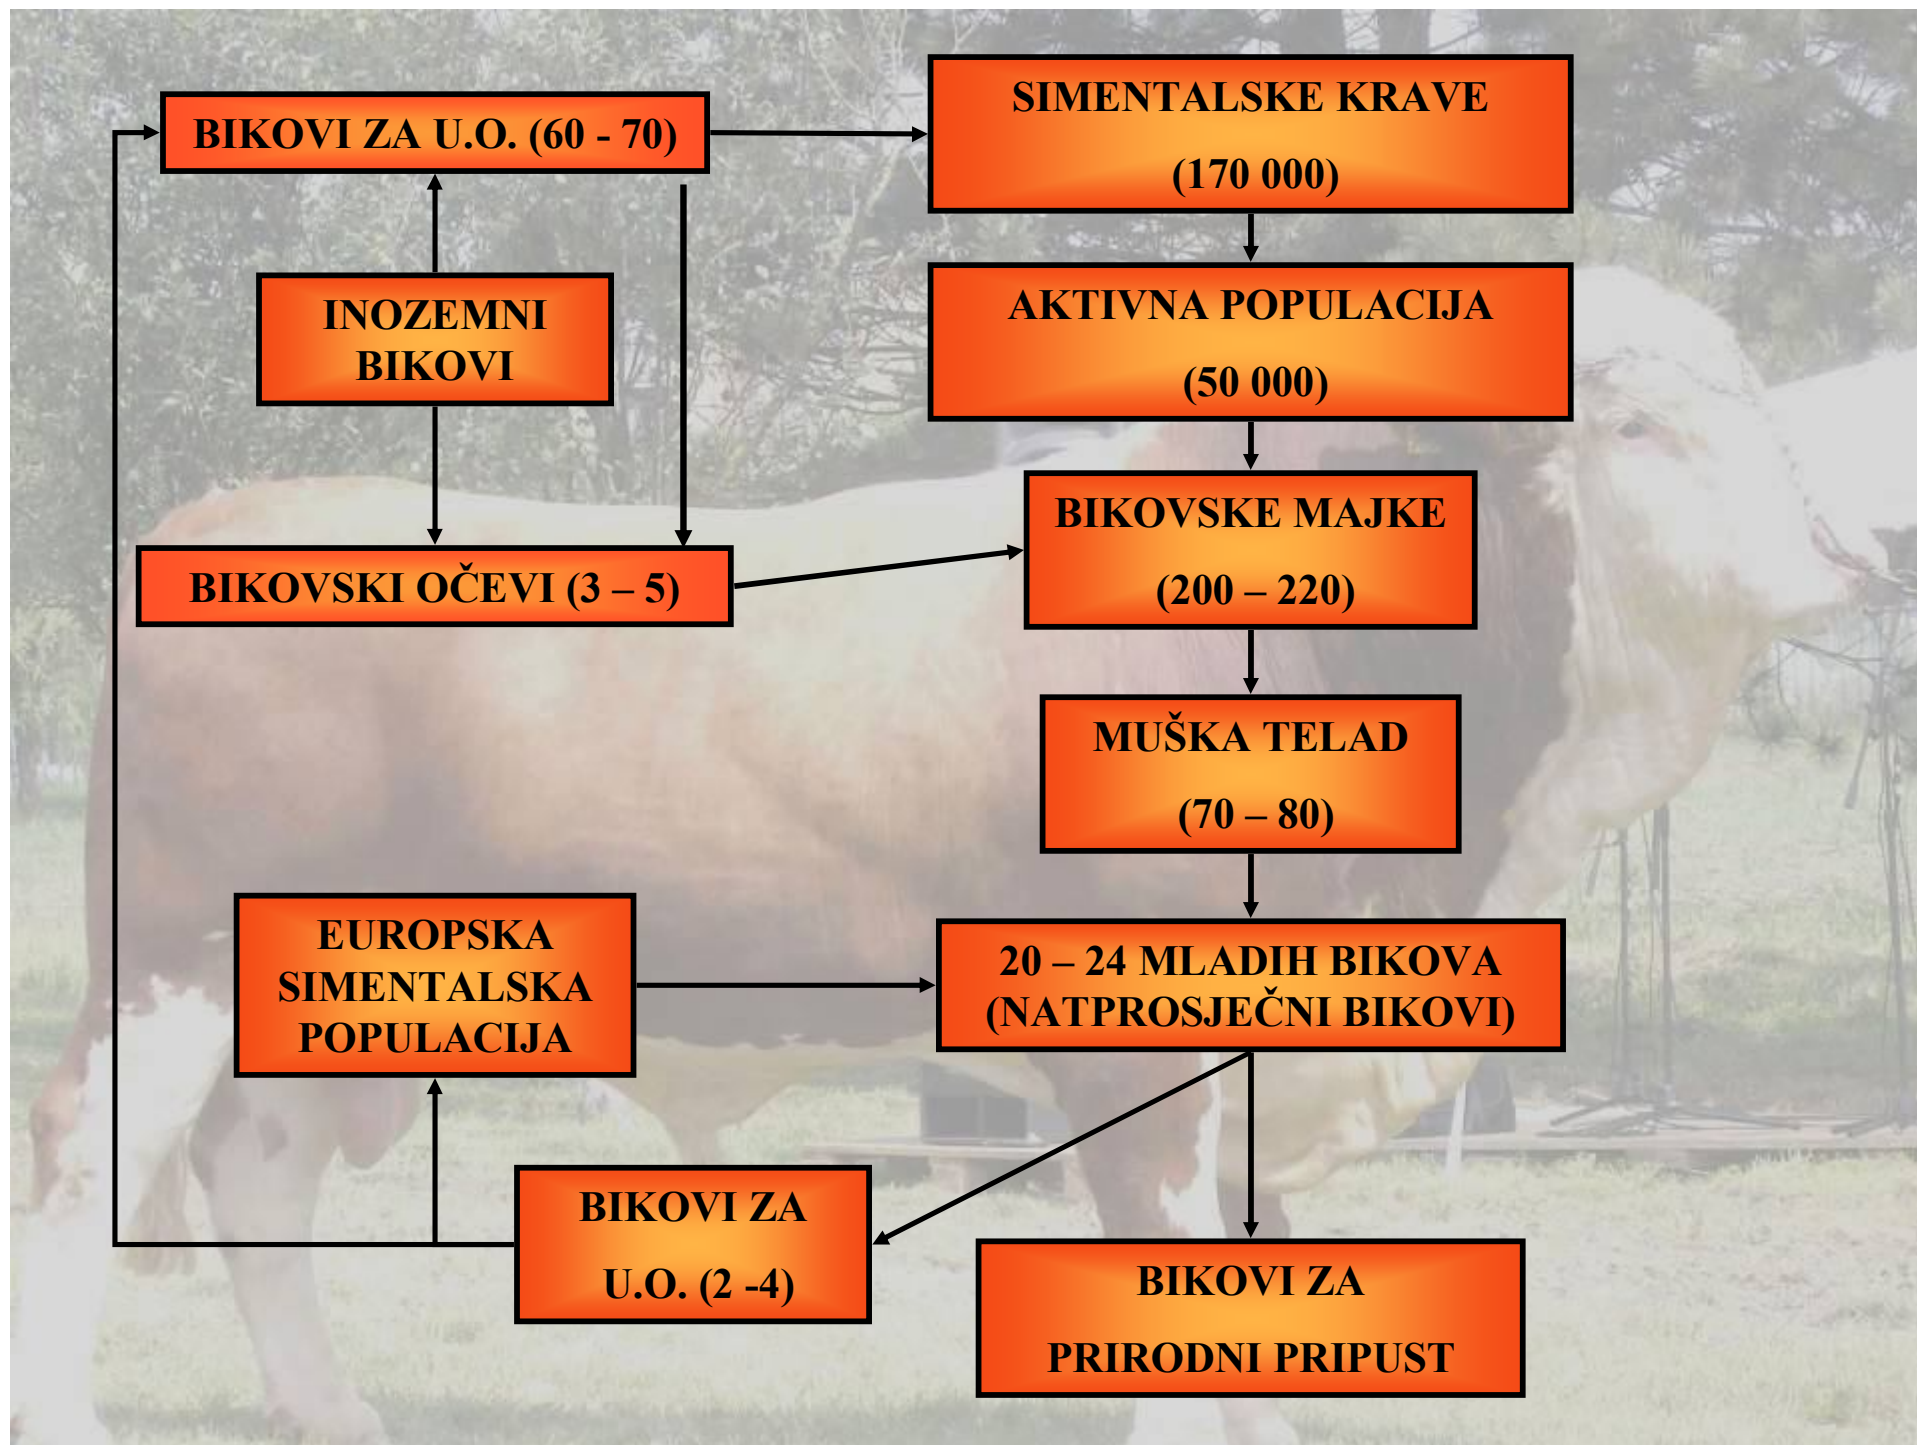 BIKOVI ZA U.O. (60 - 70)
SIMENTALSKE KRAVE
(170 000)
INOZEMNI
BIKOVI
AKTIVNA POPULACIJA
(50 000)
BIKOVSKI OČEVI (3 – 5)
BIKOVSKE MAJKE
(200 – 220)
MUŠKA TELAD
(70 – 80)
EUROPSKA
SIMENTALSKA
POPULACIJA
20 – 24 MLADIH BIKOVA
(NATPROSJEČNI BIKOVI)
BIKOVI ZA
U.O. (2 -4)
BIKOVI ZA
PRIRODNI PRIPUST